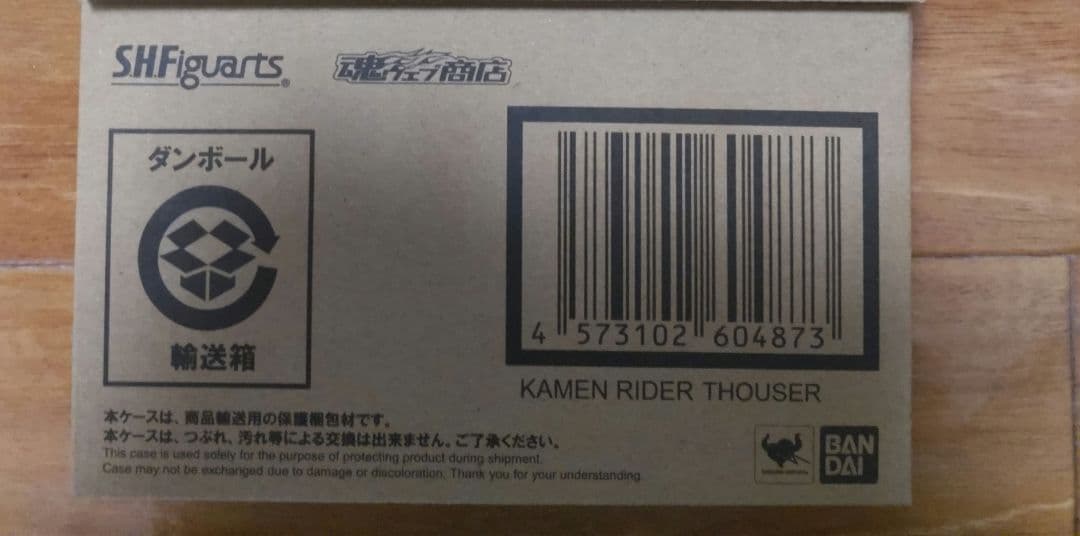 S.H.Figuarts®
魂ウェブ商店
ダンボール
輸送箱
4 573102 604873
KAMEN RIDER THOUSER
本ケースは、商品輸送用の保護梱包材です。
本ケースは、つぶれ、汚れ等による交換は出来ません。ご了承ください。
This case is used solely for the purpose of protecting product during shipment.
Case may not be exchanged due to damage or discoloration. Thank you for your understanding.
BAN
DAI